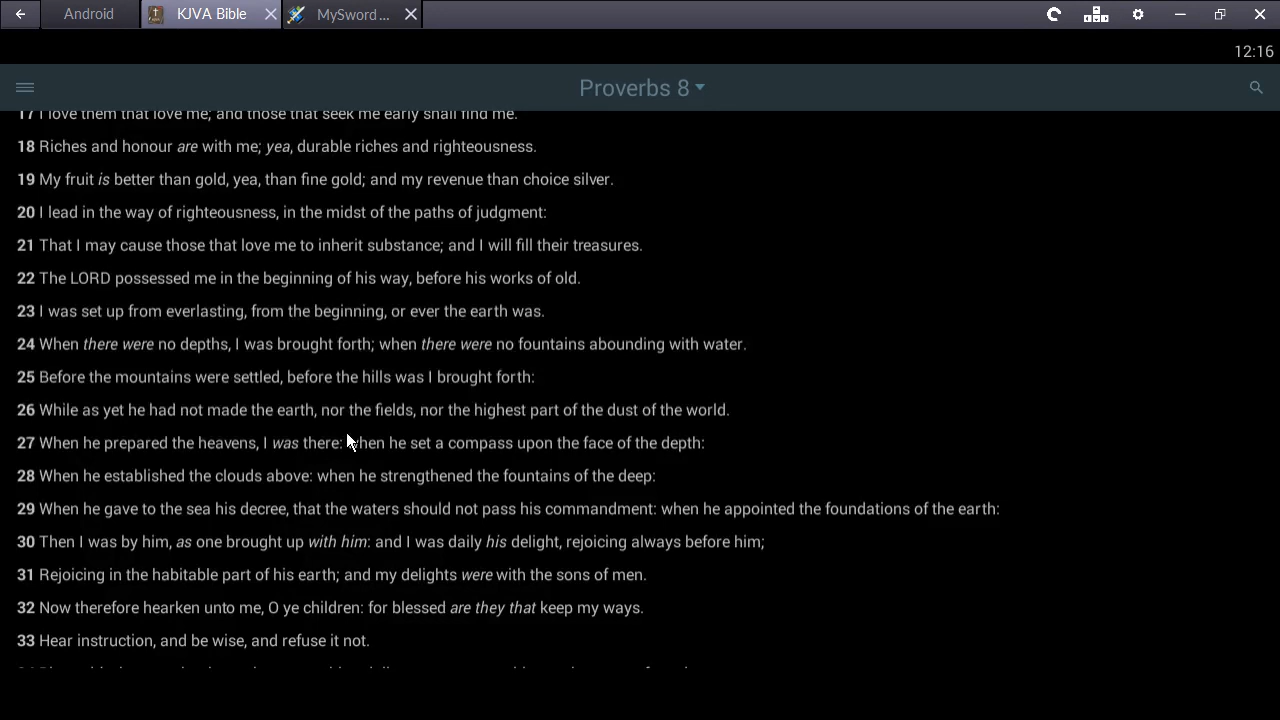 Android
KJVA Bible
MySword ...
12:16
Proverbs 8
17 I love them that love me; and those that seek me early shall find me.
18 Riches and honour are with me; yea, durable riches and righteousness.
19 My fruit is better than gold, yea, than fine gold; and my revenue than choice silver.
20 I lead in the way of righteousness, in the midst of the paths of judgment:
21 That I may cause those that love me to inherit substance; and I will fill their treasures.
22 The LORD possessed me in the beginning of his way, before his works of old.
23 I was set up from everlasting, from the beginning, or ever the earth was.
24 When there were no depths, I was brought forth; when there were no fountains abounding with water.
25 Before the mountains were settled, before the hills was I brought forth:
26 While as yet he had not made the earth, nor the fields, nor the highest part of the dust of the world.
27 When he prepared the heavens, I was there: when he set a compass upon the face of the depth:
28 When he established the clouds above: when he strengthened the fountains of the deep:
29 When he gave to the sea his decree, that the waters should not pass his commandment: when he appointed the foundations of the earth:
30 Then I was by him, as one brought up with him: and I was daily his delight, rejoicing always before him;
31 Rejoicing in the habitable part of his earth; and my delights were with the sons of men.
32 Now therefore hearken unto me, O ye children: for blessed are they that keep my ways.
33 Hear instruction, and be wise, and refuse it not.